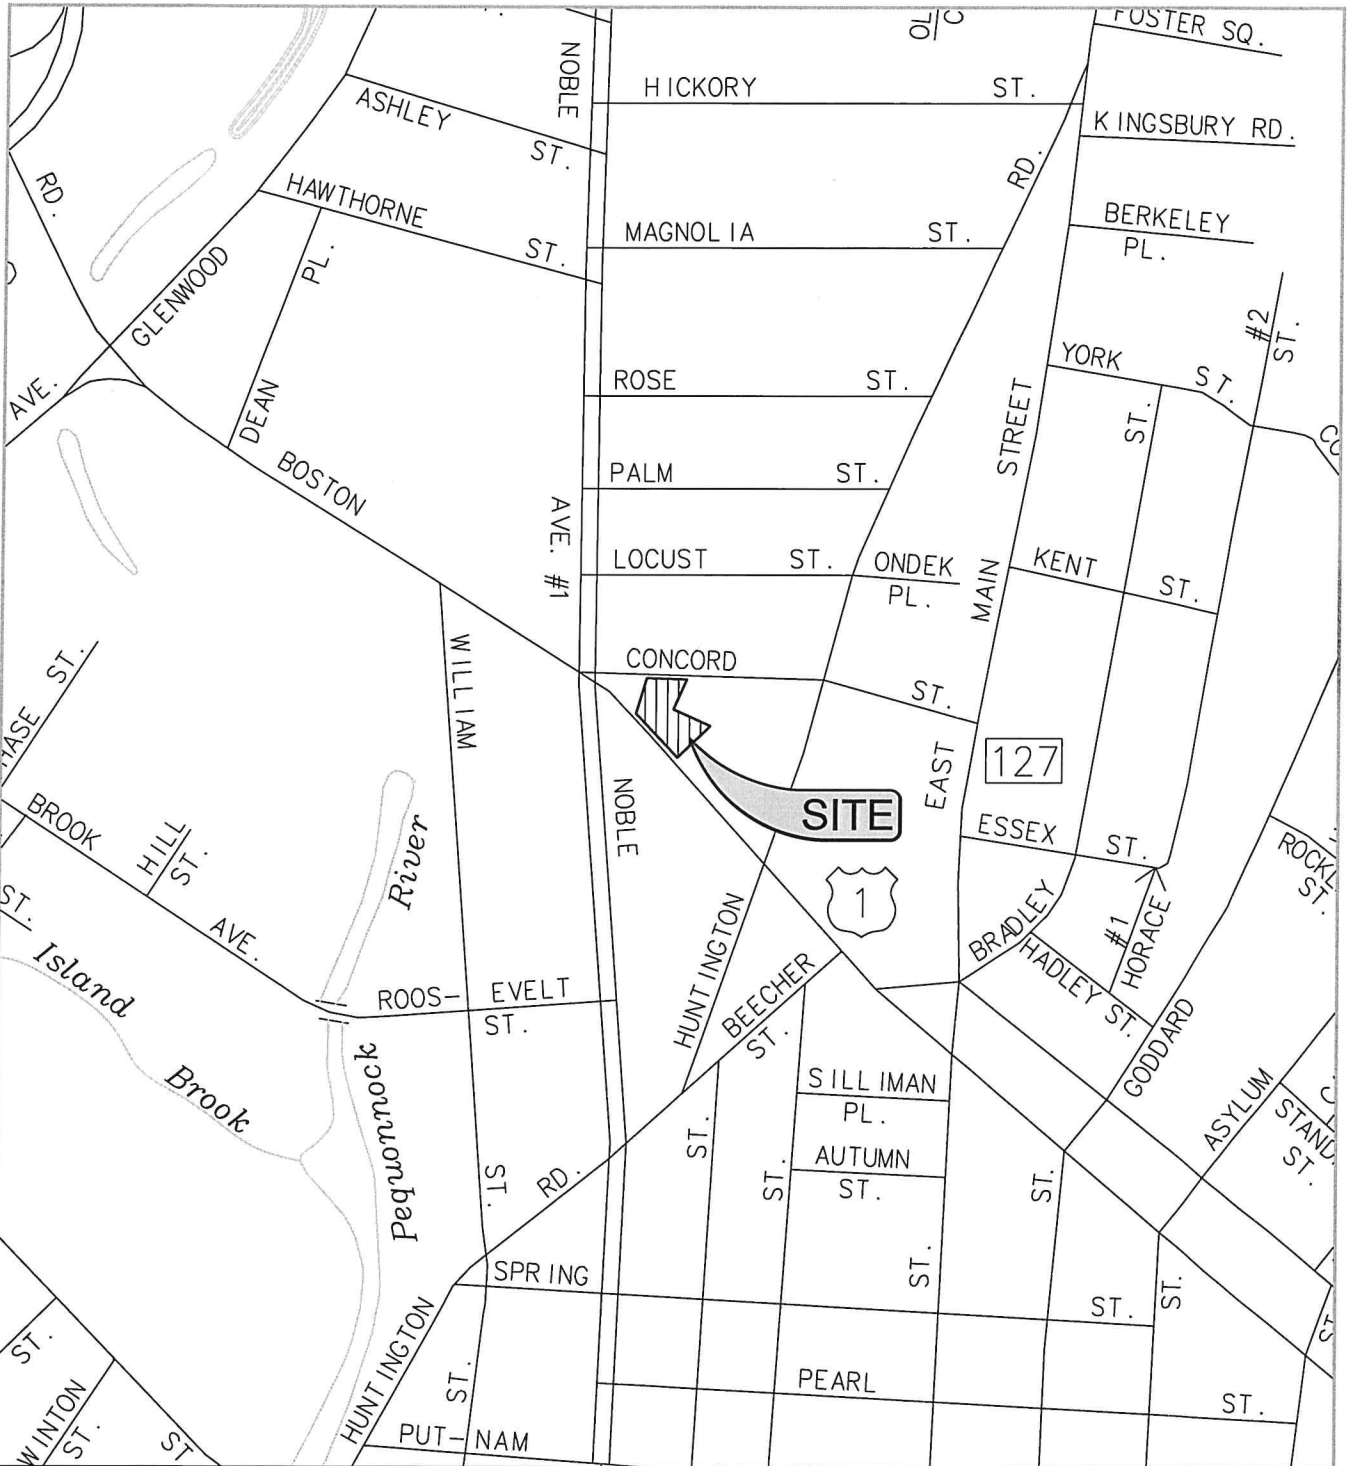 FOSTER SQ.
NOBLE
HICKORY ST.
ASHLEY ST.
KINGSBURY RD.
RD.
HAWTHORNE ST.
RD.
BERKELEY
PL.
MAGNOLIA ST.
GLENWOOD
AVE.
DEAN PL.
#2
ST.
YORK ST.
ROSE ST.
ST.
BOSTON
PALM ST.
STREET
AVE. #1
LOCUST ST.
ONDEK
PL.
MAIN
KENT ST.
ST.
WILLIAM
CONCORD ST.
EAST
127
NOBLE
SITE
BROOK AVE.
HILL
ST.
River
ESSEX ST.
1
ST.
ST.
Island
Brook
HUNTINGTON
BRADLEY
#1
HORACE
HADLEY ST.
BEECHER
ST.
ROOS- EVELT
ST.
GODDARD
Pequonnock
SILLIMAN
PL.
ASYLUM
ST.
AUTUMN
ST.
ST.
RD.
ST.
ST.
ST.
SPRING ST.
ST.
ST.
HUNTINGTON
ST.
ST.
PEARL ST.
WINTON
ST.
ST
PUT- NAM